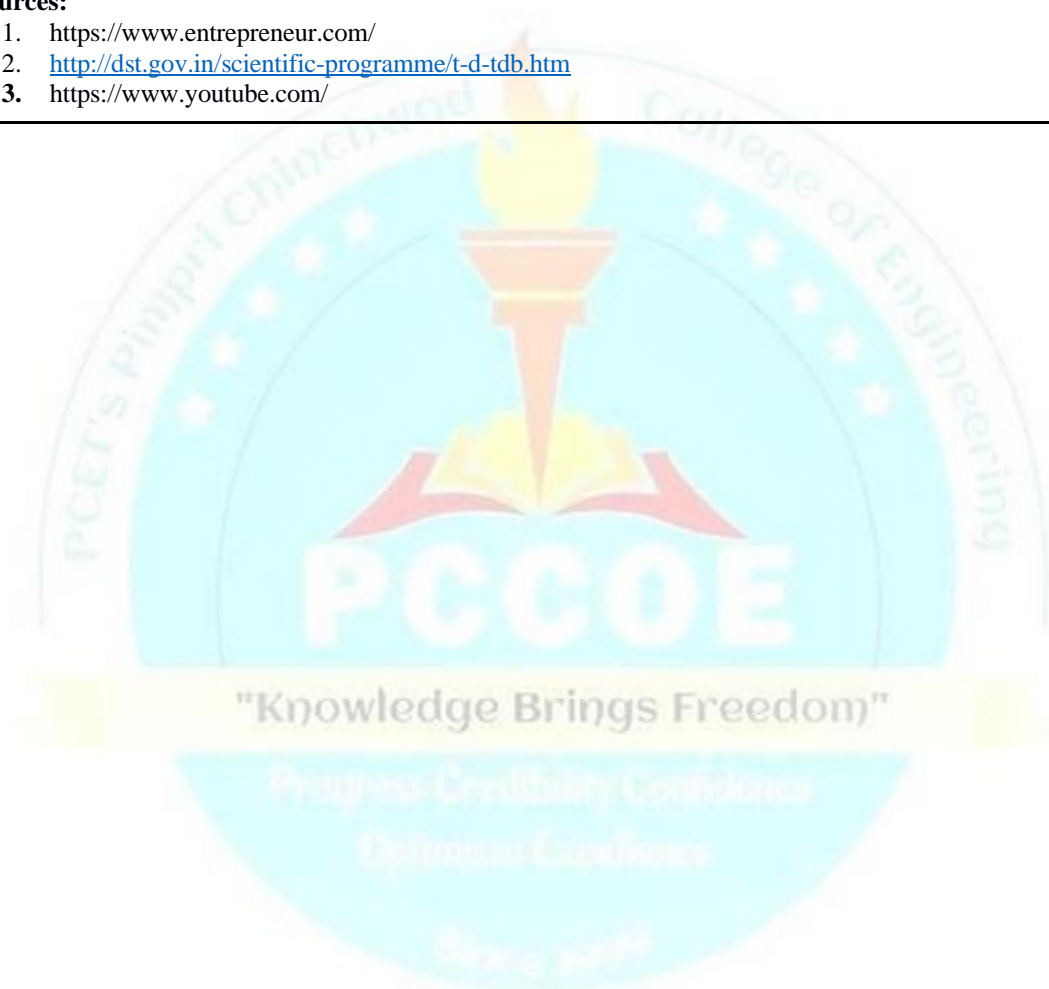 urces:
1. https://www.entrepreneur.com/
2. http://dst.gov.in/scientific-programme/t-d-tdb.htm
3. https://www.youtube.com/
PCET's Pimpri Chinchwad College of Engineering
PCCOE
"Knowledge Brings Freedom"
Progress Credibility Confidence
Optimism Excellence